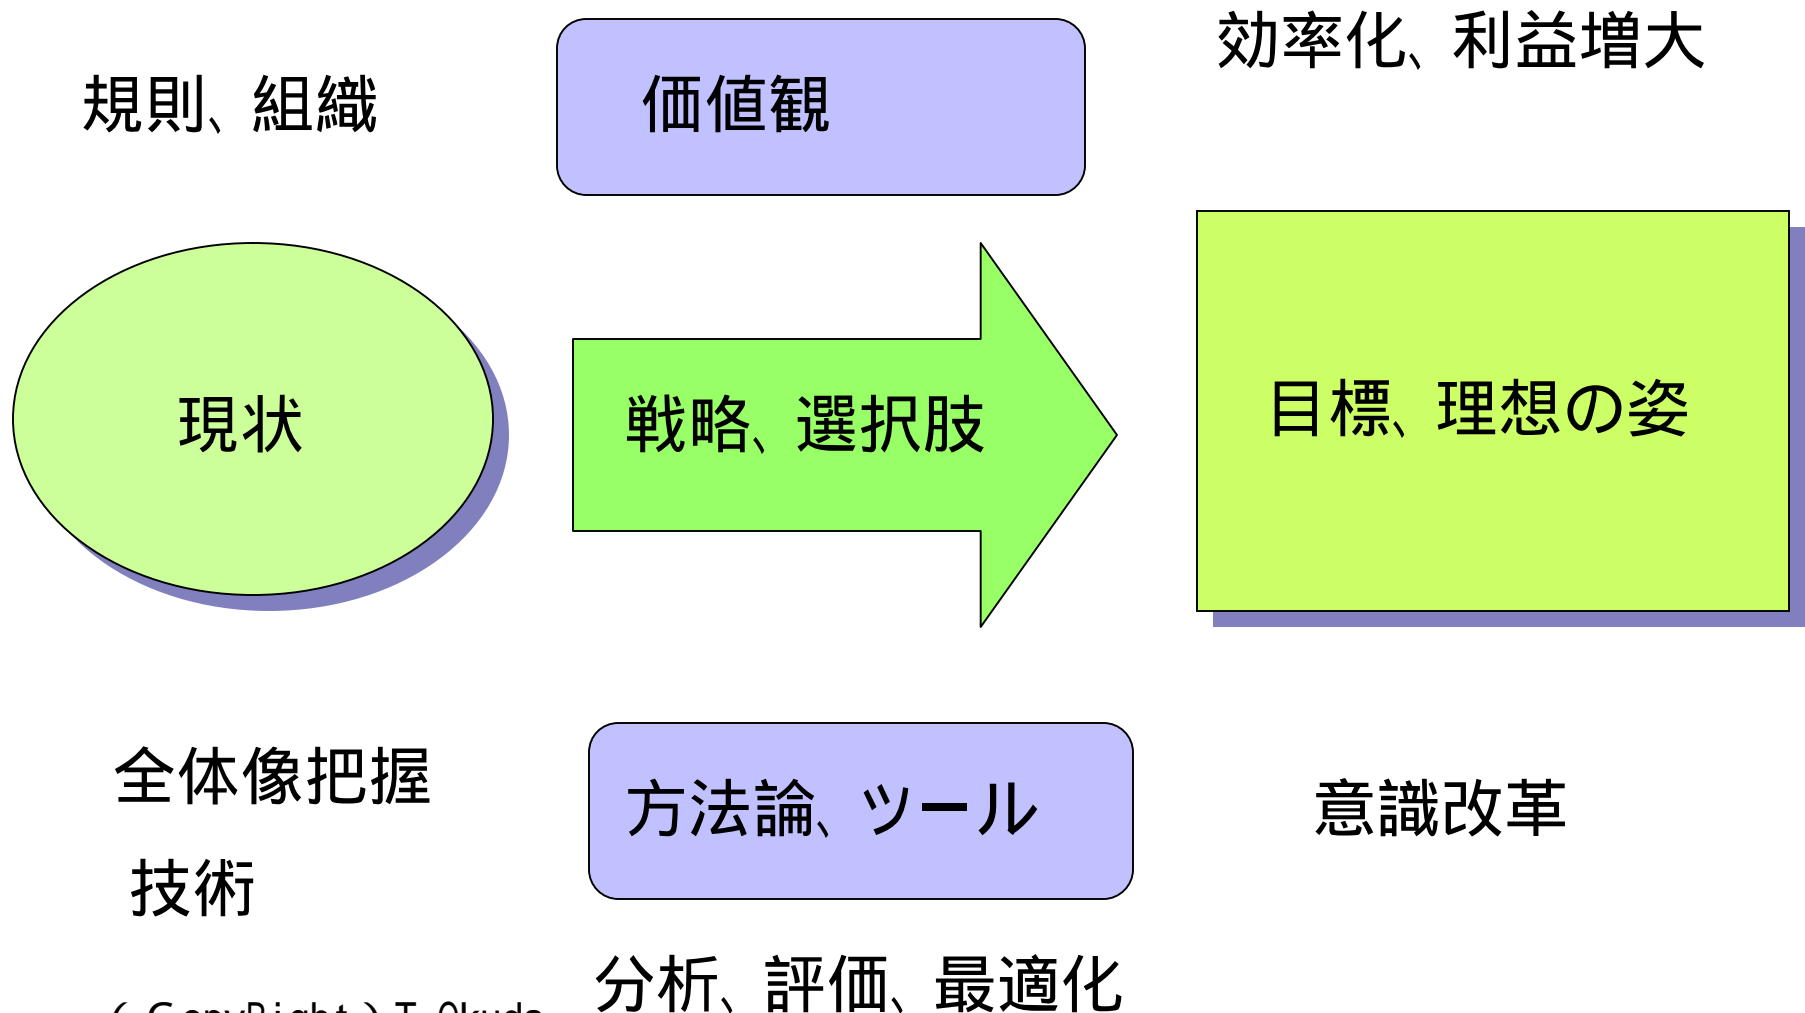 効率化、利益増大
規則、組織
価値観
現状
戦略、選択肢
目標、理想の姿
全体像把握
方法論、ツール
意識改革
技術
分析、評価、最適化
(CopyRight) T.Okuda